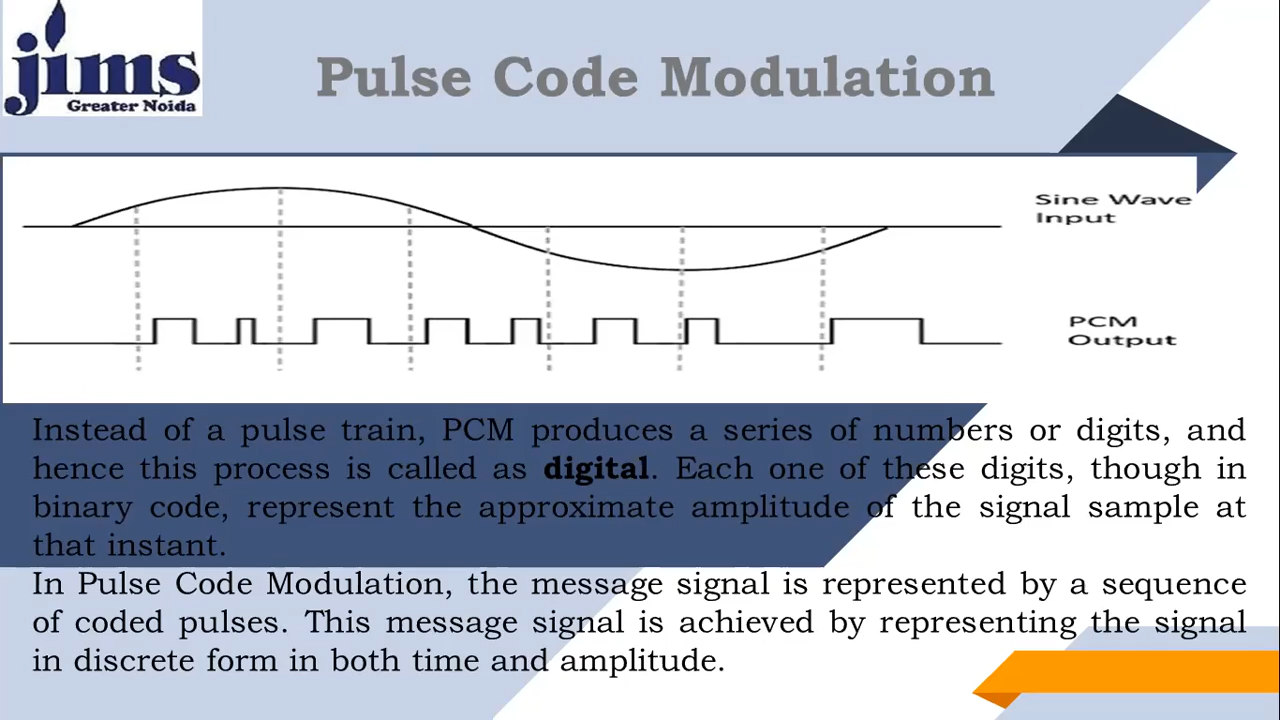 jims
Greater Noida
Pulse Code Modulation
Sine Wave
Input
PCM
Output
Instead of a pulse train, PCM produces a series of numbers or digits, and
hence this process is called as digital. Each one of these digits, though in
binary code, represent the approximate amplitude of the signal sample at
that instant.
In Pulse Code Modulation, the message signal is represented by a sequence
of coded pulses. This message signal is achieved by representing the signal
in discrete form in both time and amplitude.